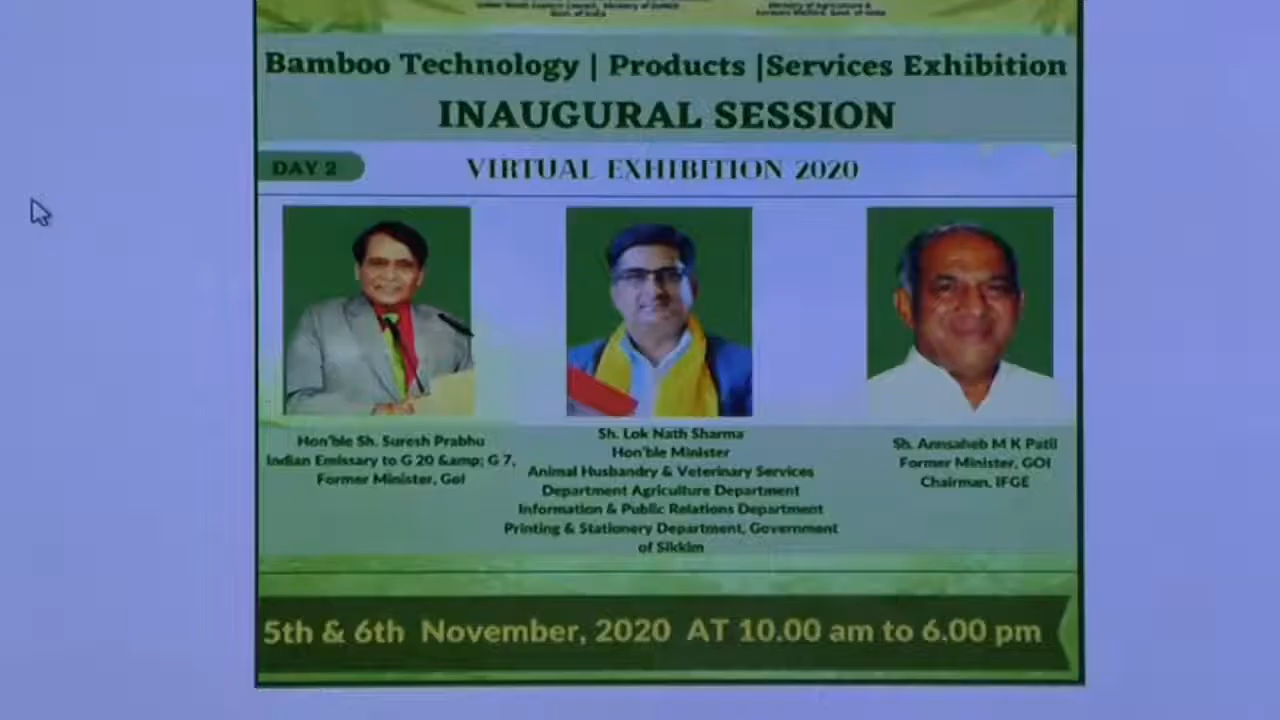 Ministry of Agriculture &
Bamboo Technology | Products |Services Exhibition
INAUGURAL SESSION
DAY 2
VIRTUAL EXHIBITION 2020
Hon'ble Sh. Suresh Prabhu
Indian Emissary to G 20 &amp; G 7,
Former Minister, GoI
Sh. Lok Nath Sharma
Hon'ble Minister
Animal Husbandry & Veterinary Services
Department Agriculture Department
Information & Public Relations Department
Printing & Stationery Department, Government
of Sikkim
Sh. Annsaheb M K Patil
Former Minister, GOI
Chairman, IFGE
5th & 6th November, 2020 AT 10.00 am to 6.00 pm